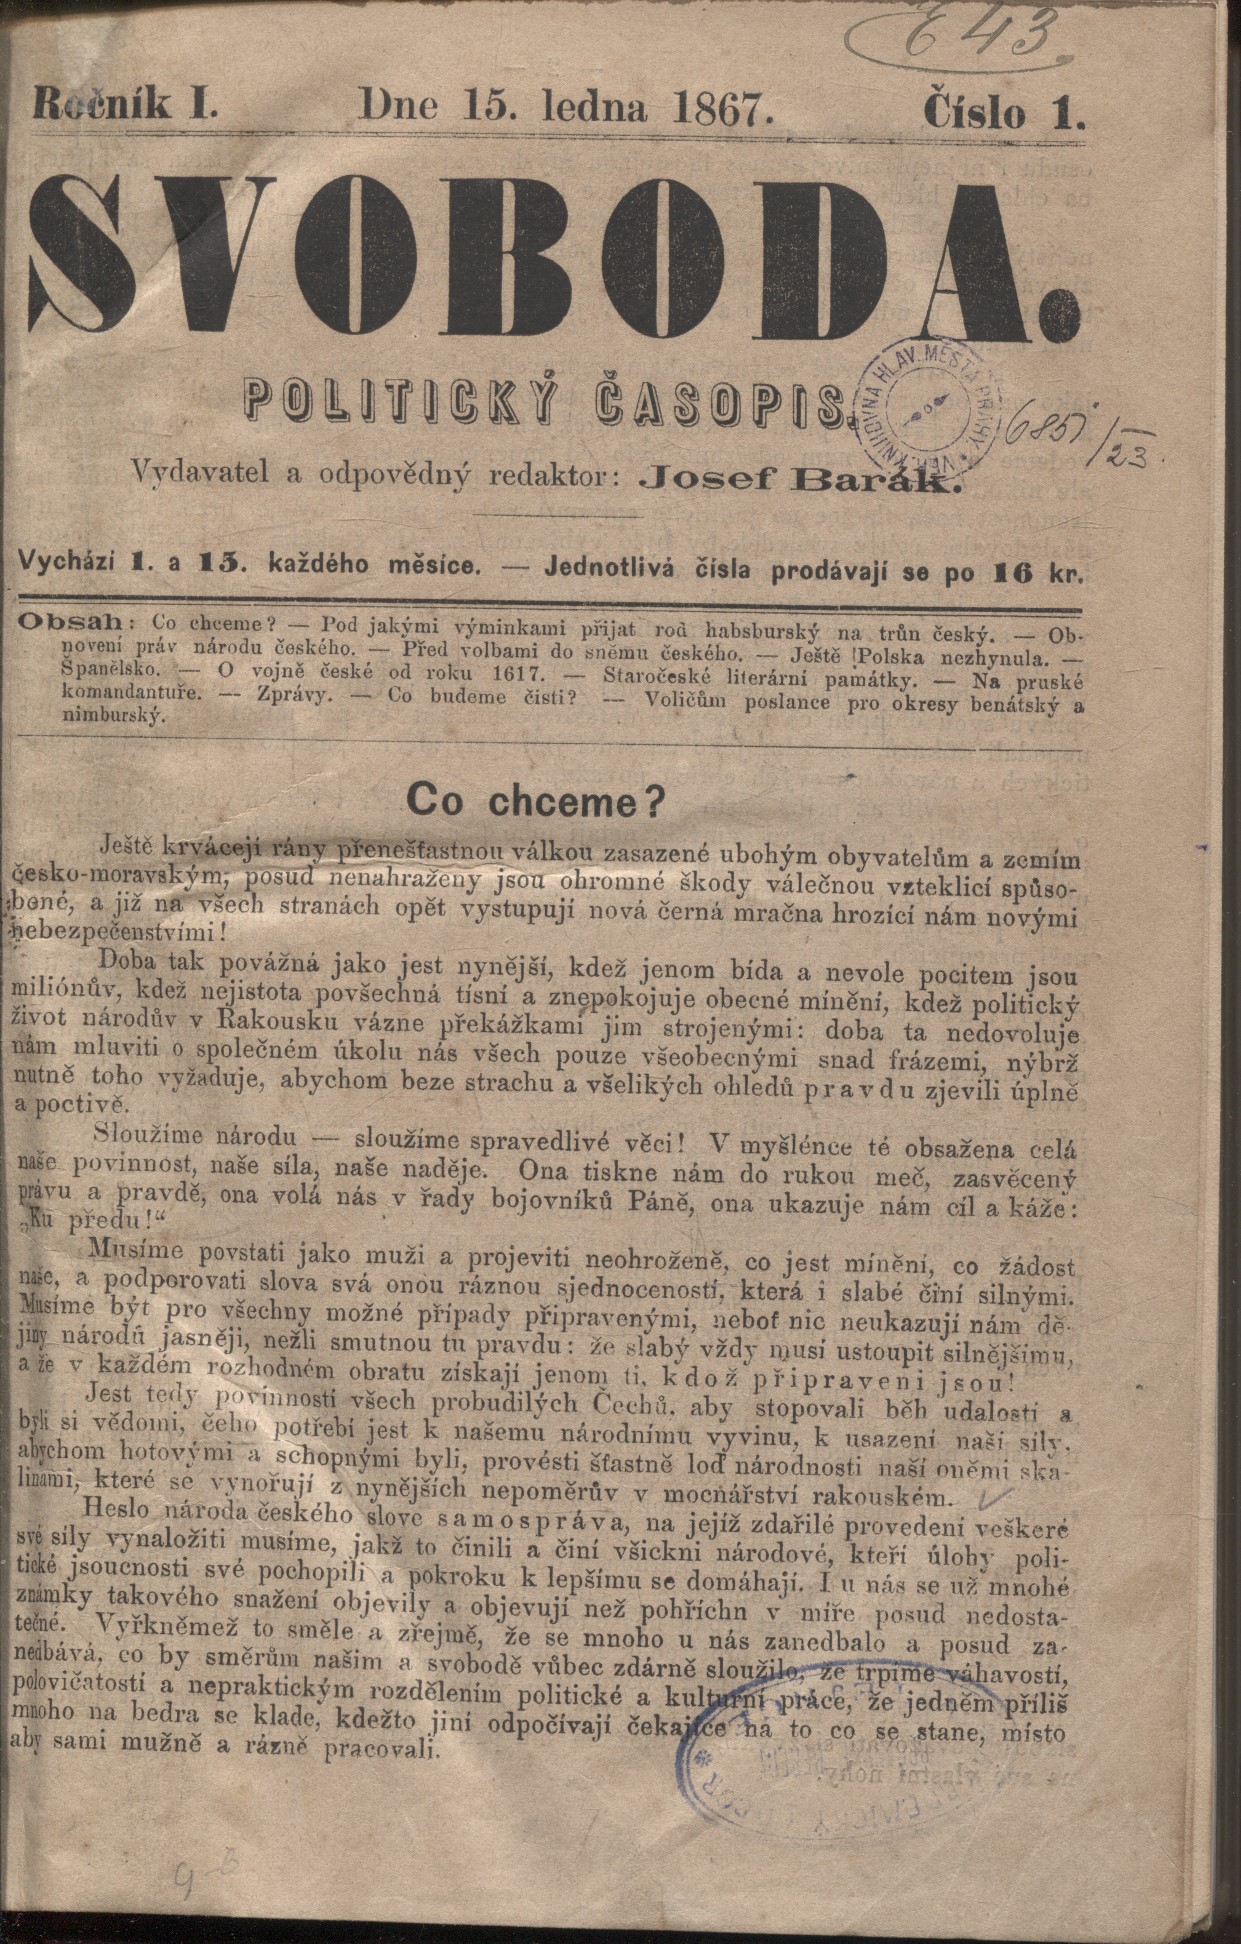 E 43.
Ročník I. Dne 15. ledna 1867. Číslo 1.
SVOBODA.
POLITICKÝ ČASOPIS.
VEŘ. KNIHOVNA HLAV. MĚSTA PRAHY
6851/23.
Vydavatel a odpovědný redaktor: Josef Barák.
Vychází 1. a 15. každého měsíce. — Jednotlivá čísla prodávají se po 16 kr.
Obsah: Co chceme? — Pod jakými výminkami přijat rod habsburský na trůn český. — Ob-
novení práv národu českého. — Před volbami do sněmu českého. — Ještě Polska nezhynula. —
Španělsko. — O vojně české od roku 1617. — Staročeské literární památky. — Na pruské
komandantuře. — Zprávy. — Co budeme čísti? — Voličům poslance pro okresy benátský a
nimburský.
Co chceme?
Ještě krvácejí rány přenešťastnou válkou zasazené ubohým obyvatelům a zemím
česko-moravským, posud nenahraženy jsou ohromné škody válečnou vzteklicí spůso-
bené, a již na všech stranách opět vystupují nová černá mračna hrozící nám novými
nebezpečenstvími!
Doba tak povážná jako jest nynější, kdež jenom bída a nevole pocitem jsou
miliónův, kdež nejistota povšechná tísní a znepokojuje obecné mínění, kdež politický
život národův v Rakousku vázne překážkami jim strojenými: doba ta nedovoluje
nám mluviti o společném úkolu nás všech pouze všeobecnými snad frázemi, nýbrž
nutně toho vyžaduje, abychom beze strachu a všelikých ohledů pravdu zjevili úplně
a poctivě.
Sloužíme národu — sloužíme spravedlivé věci! V myšlénce té obsažena celá
naše povinnost, naše síla, naše naděje. Ona tiskne nám do rukou meč, zasvěcený
právu a pravdě, ona volá nás v řady bojovníků Páně, ona ukazuje nám cíl a káže:
„Ku předu!“
Musíme povstati jako muži a projeviti neohroženě, co jest mínění, co žádost
naše, a podporovati slova svá onou ráznou sjednoceností, která i slabé činí silnými.
Musíme být pro všechny možné případy připravenými, neboť nic neukazují nám dě-
jiny národů jasněji, nežli smutnou tu pravdu: že slabý vždy musí ustoupit silnějšímu,
a že v každém rozhodném obratu získají jenom ti, kdož připraveni jsou!
Jest tedy povinností všech probudilých Čechů, aby stopovali běh událostí a
byli si vědomi, čeho potřebí jest k našemu národnímu vyvinu, k usazení naší síly,
abychom hotovými a schopnými byli, provésti šťastně loď národnosti naší oněmi ska-
linami, které se vynořují z nynějších nepoměrův v mocnářství rakouském.
Heslo národa českého slove samospráva, na jejíž zdařilé provedení veškeré
své síly vynaložiti musíme, jakž to činili a činí všickni národové, kteří úlohy poli-
tické jsoucnosti své pochopili a pokroku k lepšímu se domáhají. I u nás se už mnohé
známky takového snažení objevily a objevují než pohříchu v míře posud nedosta-
tečné. Vyřkněmež to směle a zřejmě, že se mnoho u nás zanedbalo a posud za-
nedbává, co by směrům našim a svobodě vůbec zdárně sloužilo, že trpíme váhavostí,
polovičatostí a nepraktickým rozdělením politické a kulturní práce, že jedněm příliš
mnoho na bedra se klade, kdežto jiní odpočívají čekajíce na to co se stane, místo
aby sami mužně a rázně pracovali.